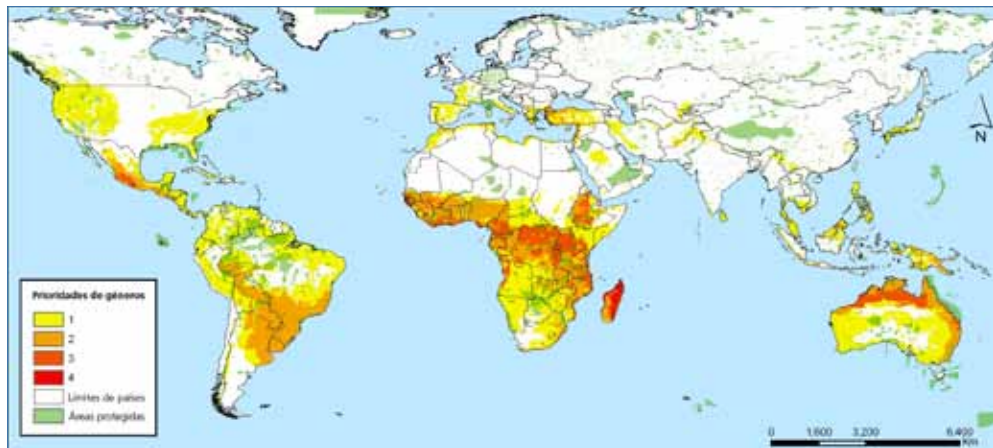 N
Prioridades de géneros
1
2
3
4
Límites de países
Áreas protegidas
0 1,600 3,200 6,400
Km